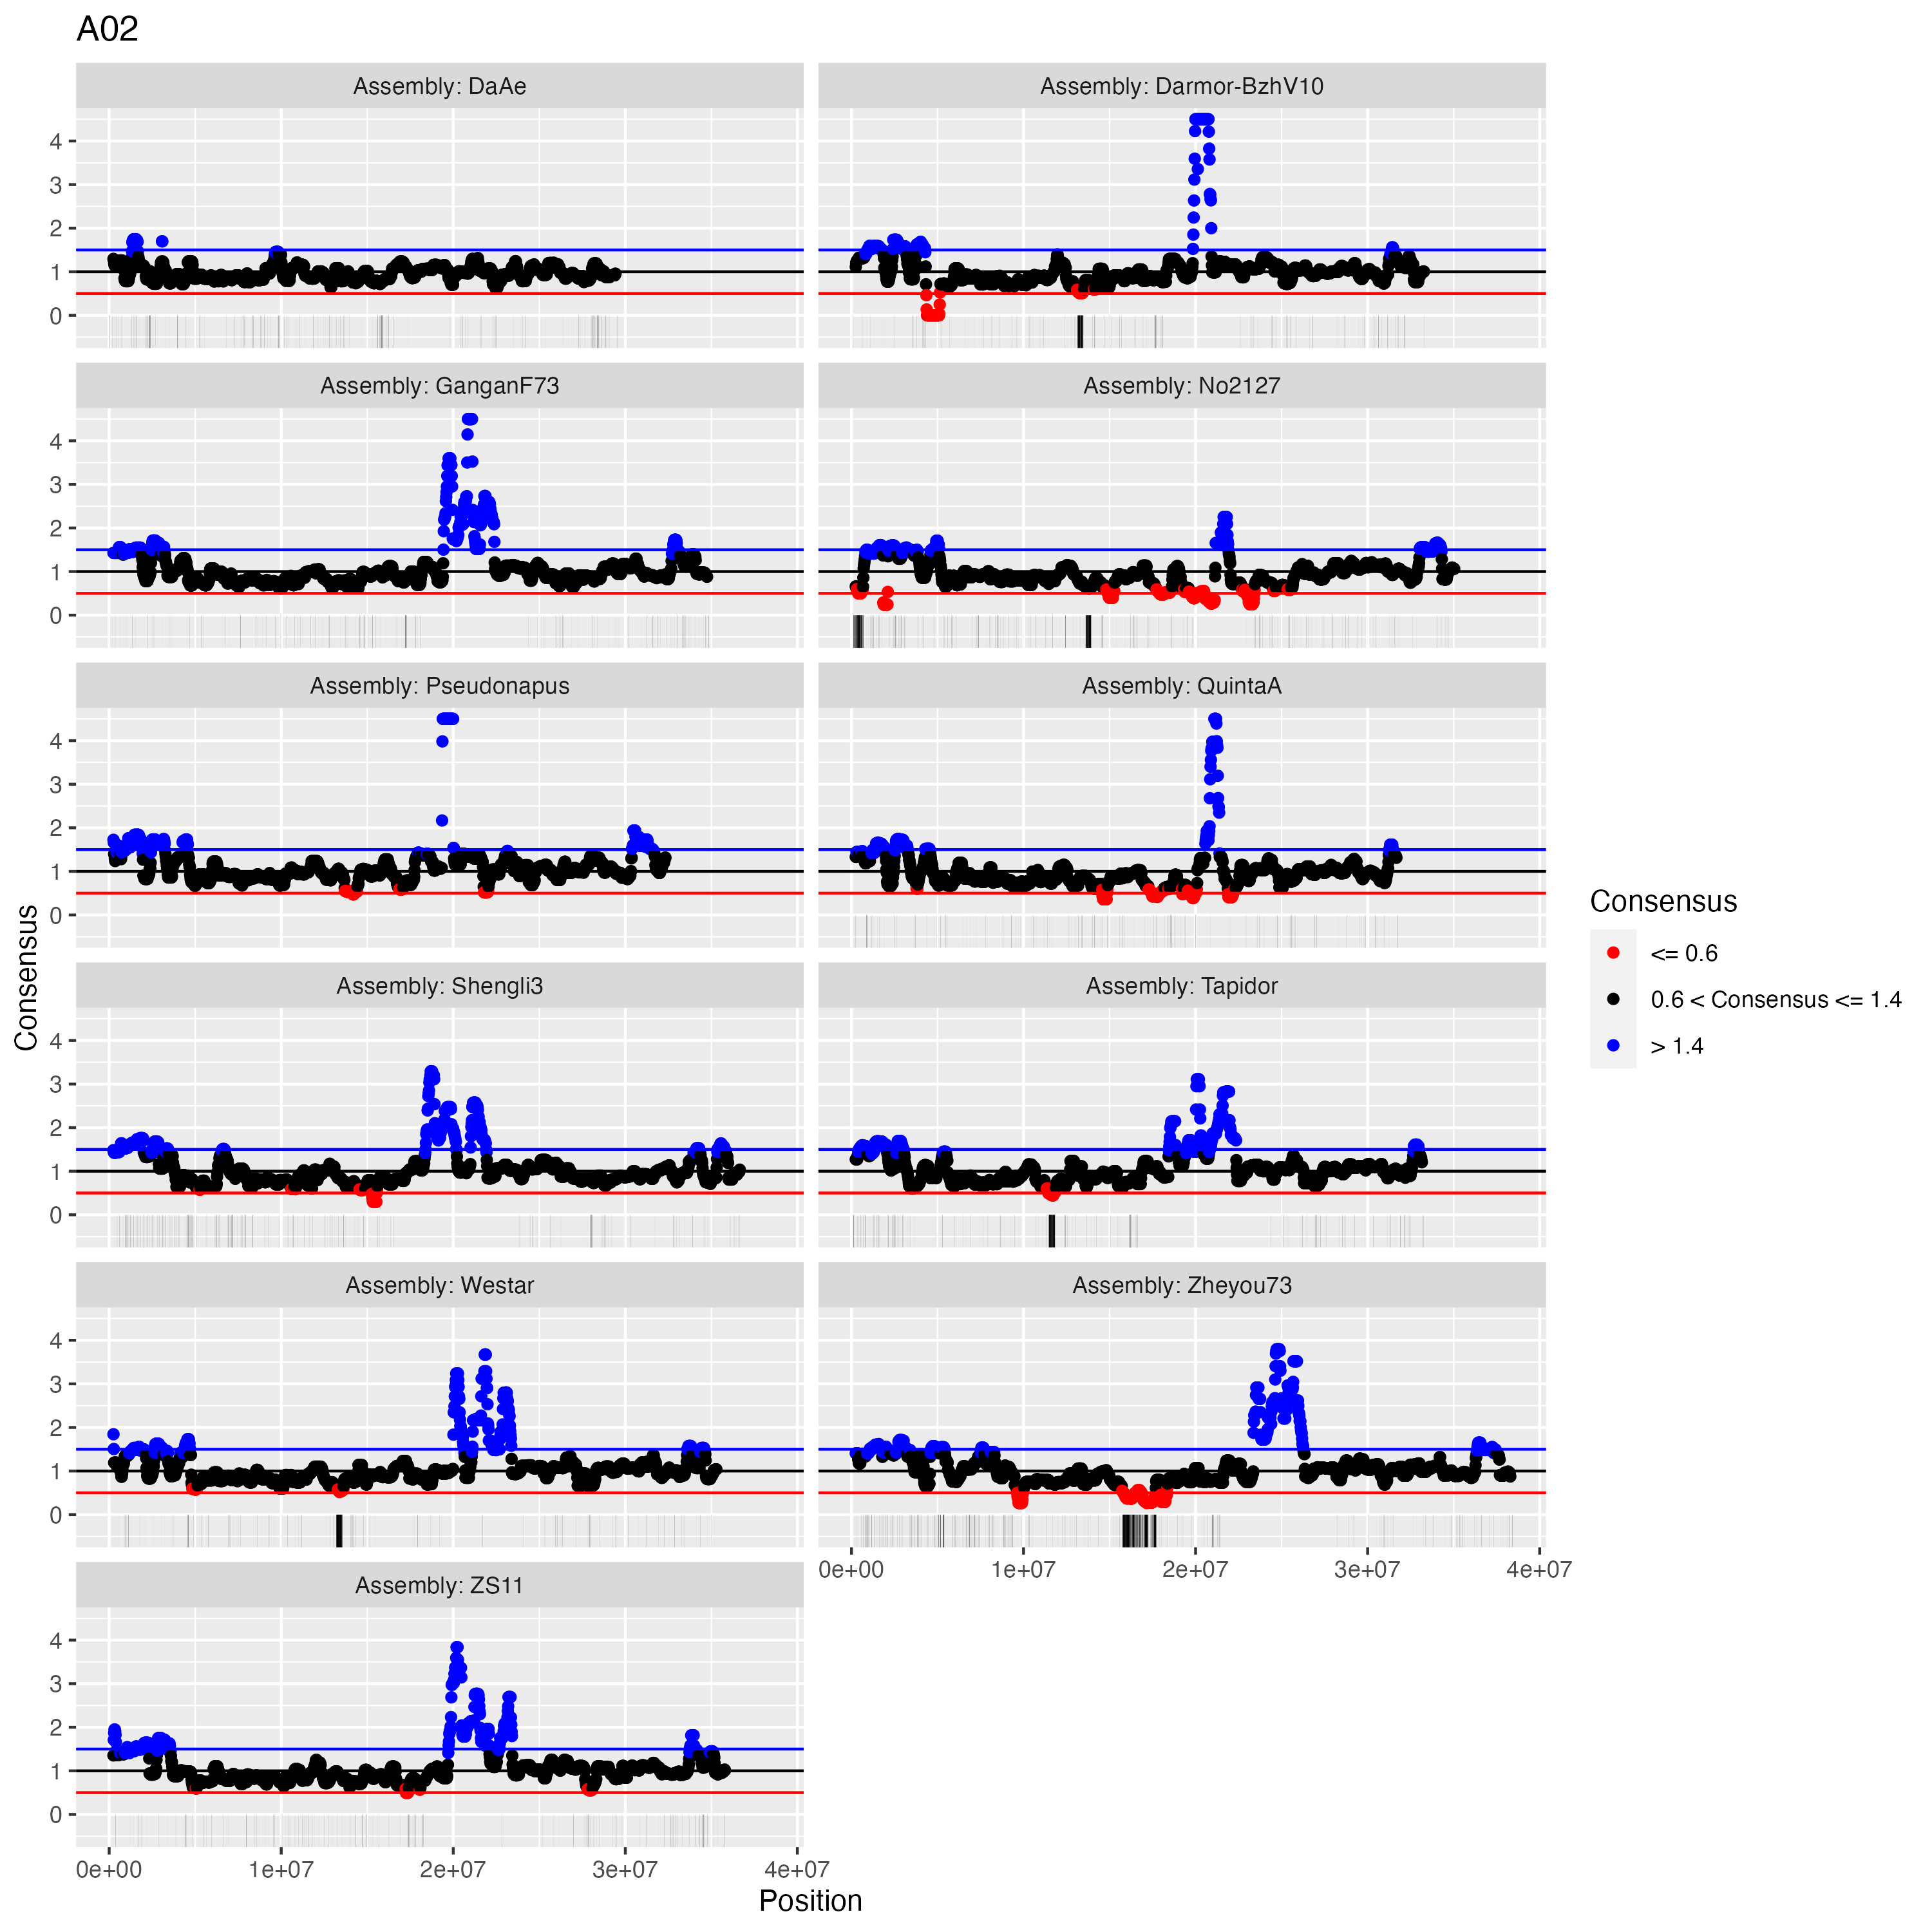 A02
Assembly: DaAe
Assembly: Darmor-BzhV10
4
3
2
1
0
Assembly: GanganF73
Assembly: No2127
4
3
2
1
0
Assembly: Pseudonapus
Assembly: QuintaA
4
3
2
1
0
Assembly: Shengli3
Assembly: Tapidor
4
3
2
1
0
Assembly: Westar
Assembly: Zheyou73
4
3
2
1
0
0e+00 1e+07 2e+07 3e+07 4e+07
Assembly: ZS11
4
3
2
1
0
0e+00 1e+07 2e+07 3e+07 4e+07
Position
Consensus
Consensus
<= 0.6
0.6 < Consensus <= 1.4
> 1.4